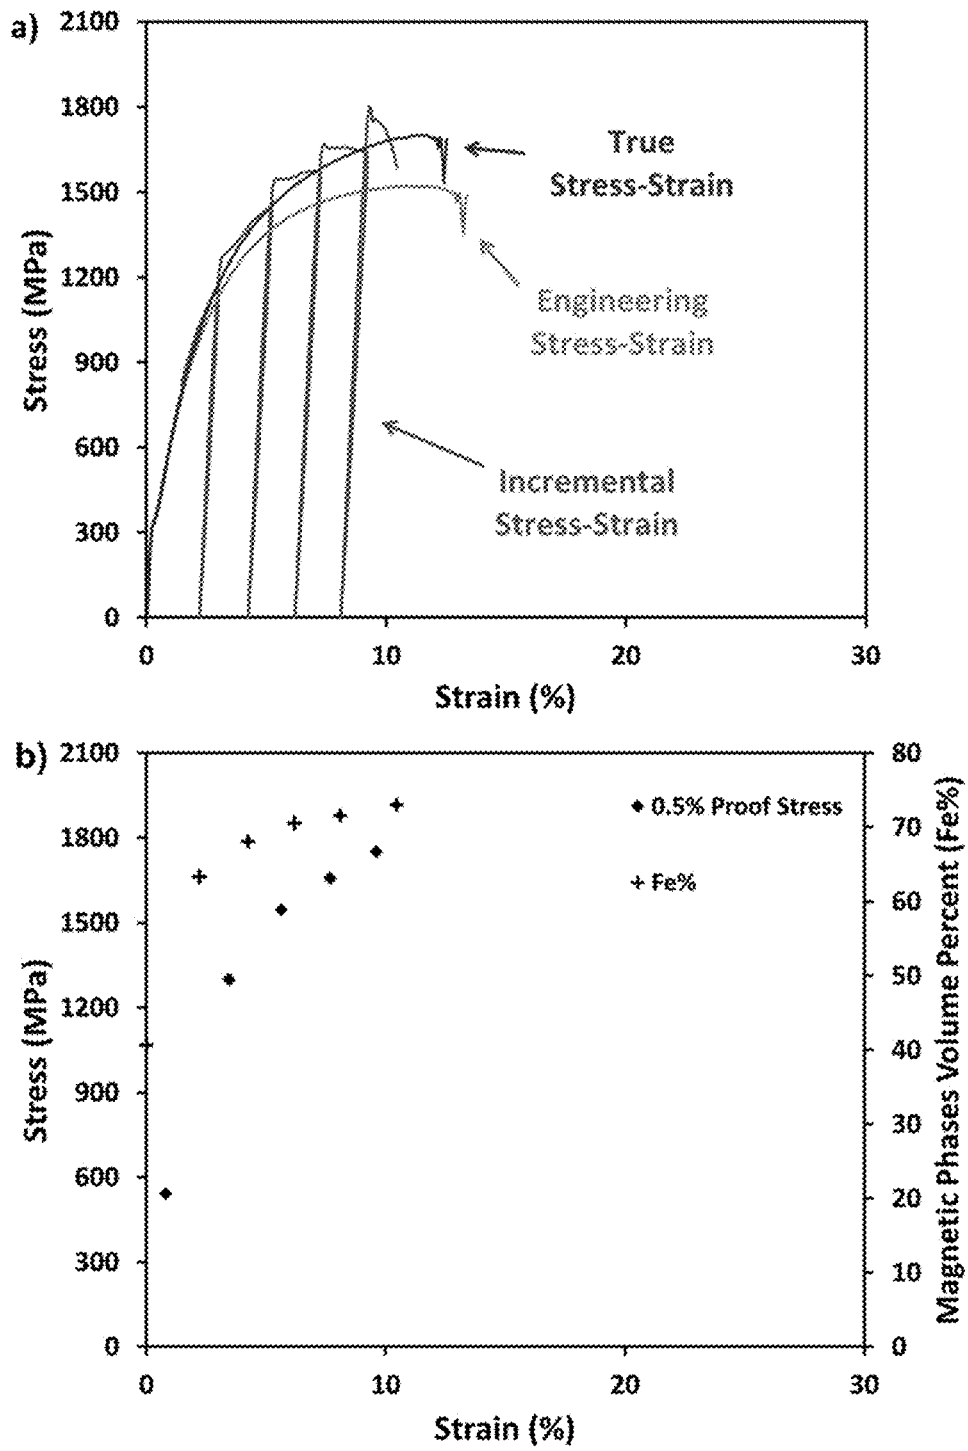 a)
2100
1800
1500
1200
900
600
300
0
Stress (MPa)
True
Stress-Strain
Engineering
Stress-Strain
Incremental
Stress-Strain
0
10
20
30
Strain (%)
b)
2100
1800
1500
1200
900
600
300
0
Stress (MPa)
0.5% Proof Stress
Fe%
80
70
60
50
40
30
20
10
0
Magnetic Phases Volume Percent (Fe%)
0
10
20
30
Strain (%)